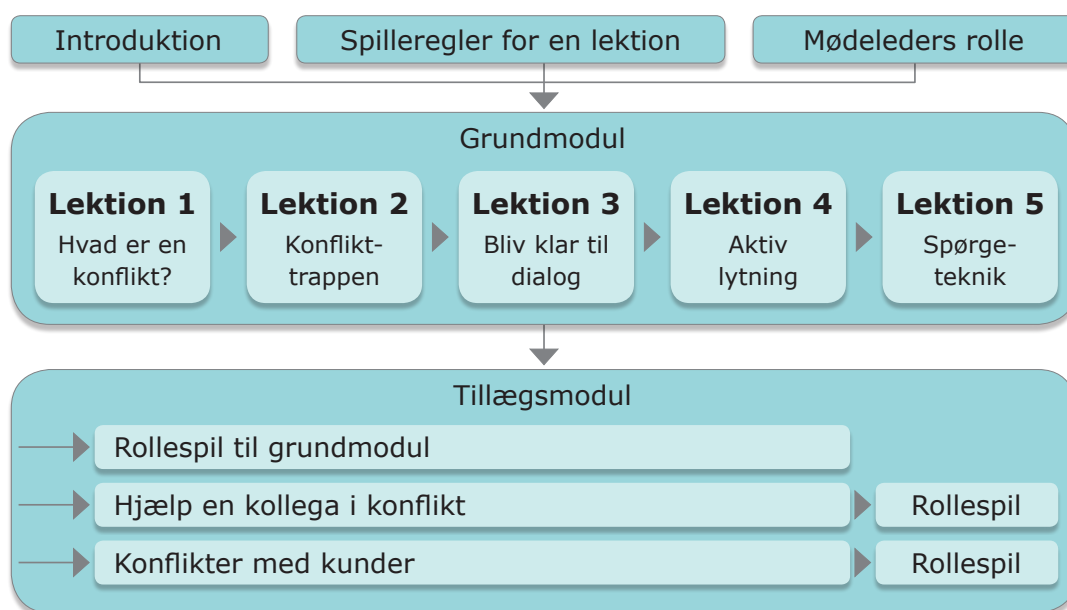 Introduktion
Spilleregler for en lektion
Mødeleders rolle
Grundmodul
Lektion 1
Hvad er en
konflikt?
Lektion 2
Konflikt-
trappen
Lektion 3
Bliv klar til
dialog
Lektion 4
Aktiv
lytning
Lektion 5
Spørge-
teknik
Tillægsmodul
Rollespil til grundmodul
Hjælp en kollega i konflikt
Rollespil
Konflikter med kunder
Rollespil